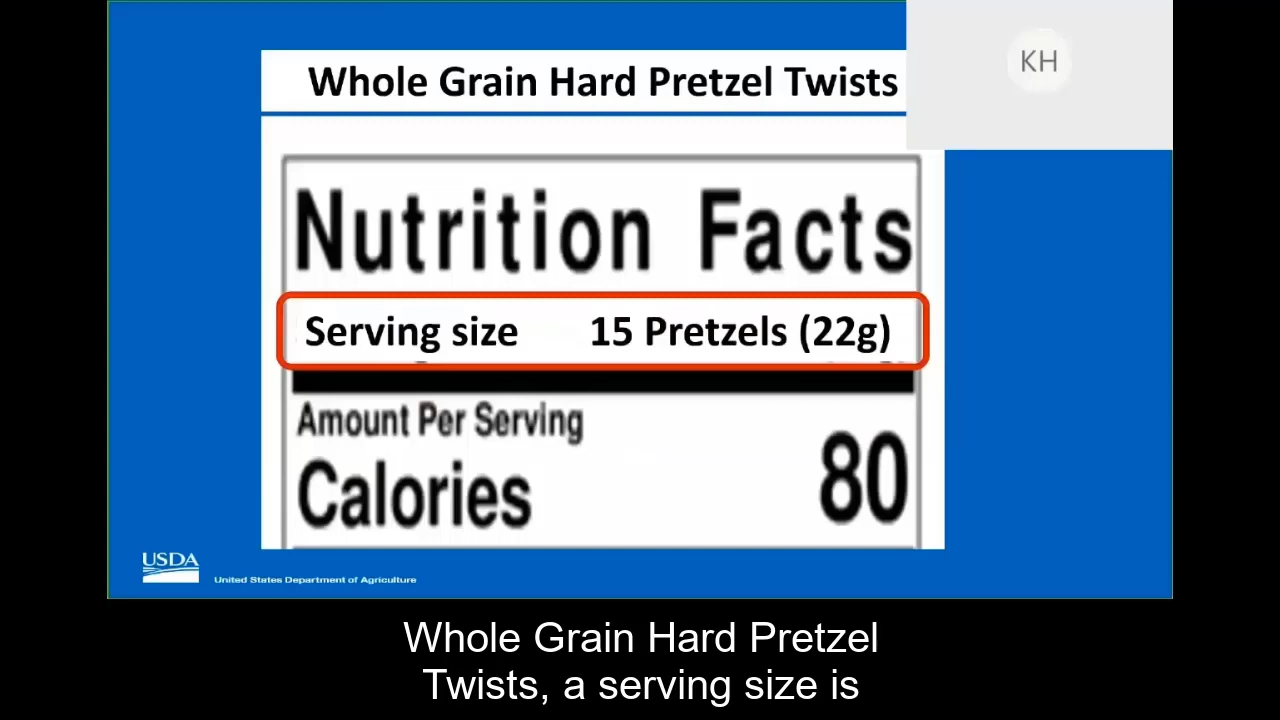 Whole Grain Hard Pretzel Twists
KH
Nutrition Facts
Serving size 15 Pretzels (22g)
Amount Per Serving
Calories 80
USDA
United States Department of Agriculture
Whole Grain Hard Pretzel
Twists, a serving size is